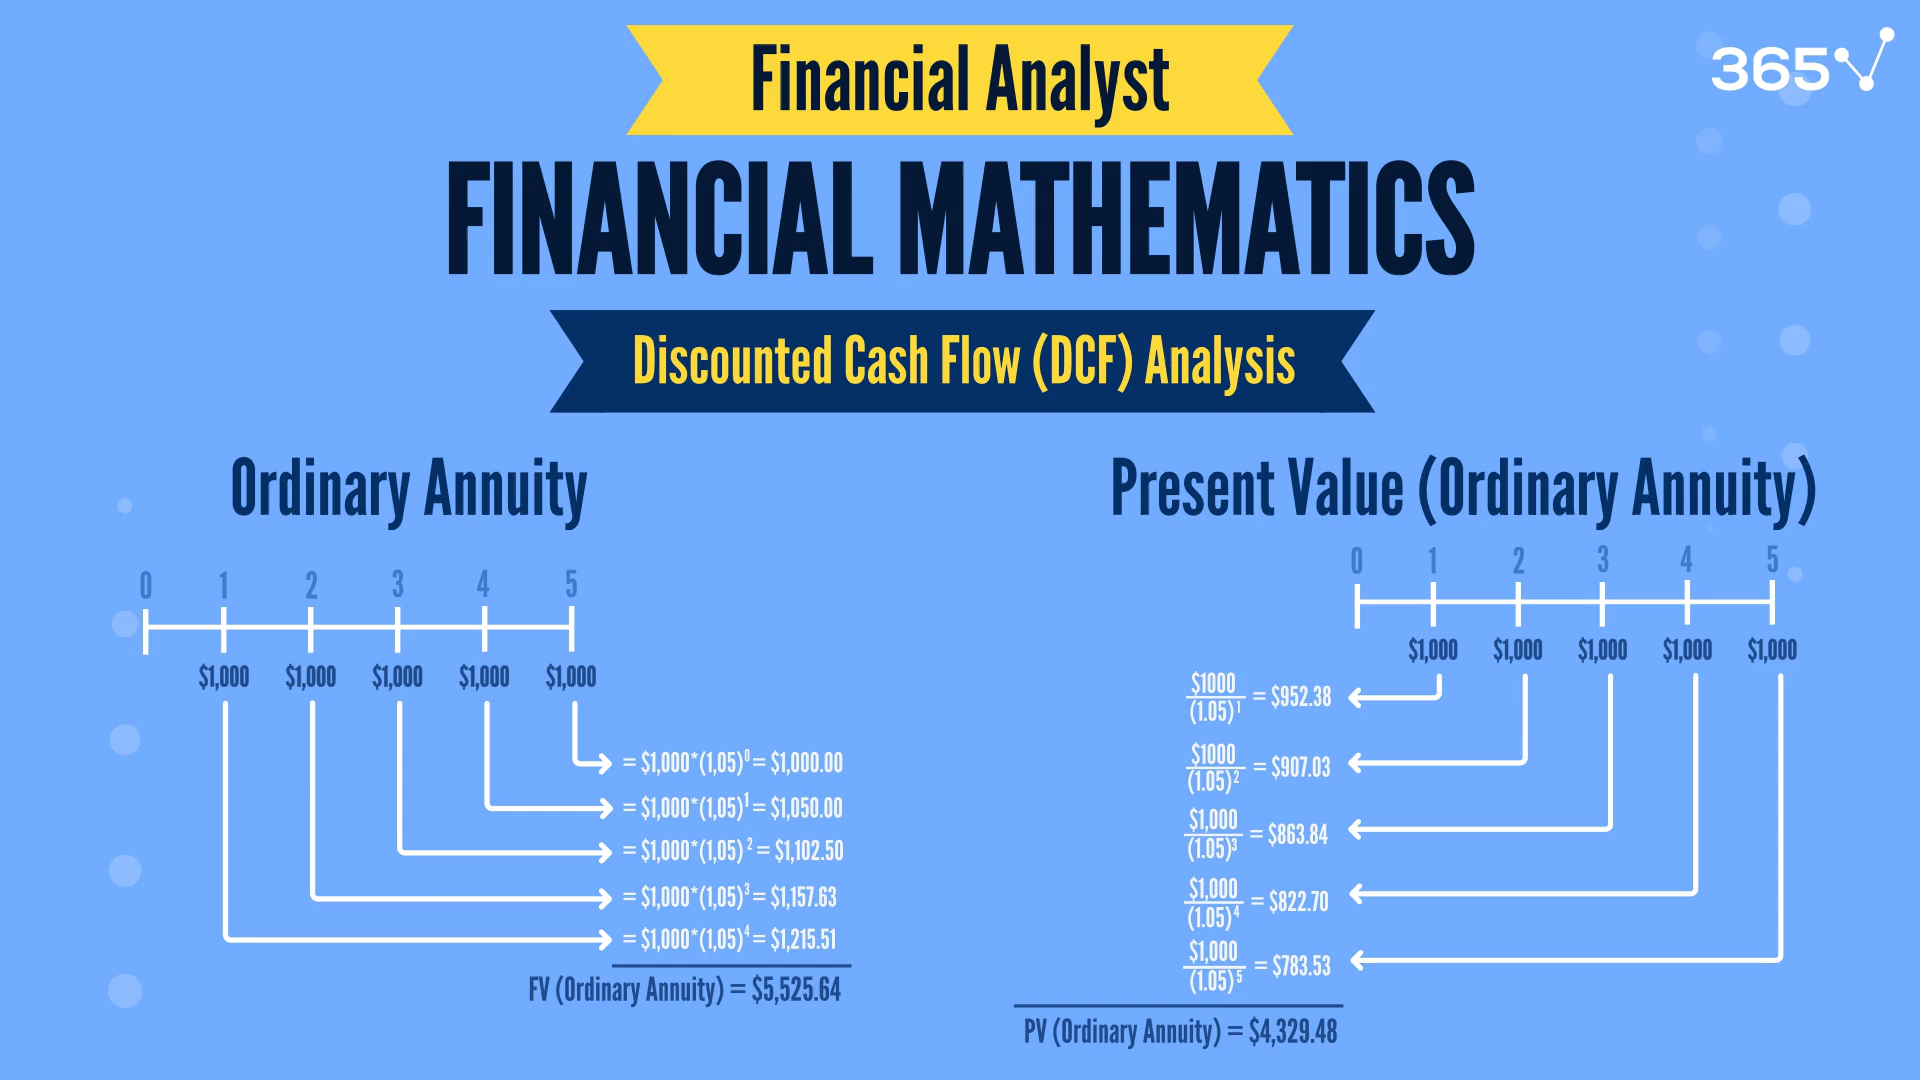 365
Financial Analyst
FINANCIAL MATHEMATICS
Discounted Cash Flow (DCF) Analysis
Ordinary Annuity
0 1 2 3 4 5
$1,000 $1,000 $1,000 $1,000 $1,000
= $1,000*(1,05)⁰ = $1,000.00
= $1,000*(1,05)¹ = $1,050.00
= $1,000*(1,05)² = $1,102.50
= $1,000*(1,05)³ = $1,157.63
= $1,000*(1,05)⁴ = $1,215.51
FV (Ordinary Annuity) = $5,525.64
Present Value (Ordinary Annuity)
0 1 2 3 4 5
$1,000 $1,000 $1,000 $1,000 $1,000
$1000
(1.05)¹ = $952.38
$1000
(1.05)² = $907.03
$1,000
(1.05)³ = $863.84
$1,000
(1.05)⁴ = $822.70
$1,000
(1.05)⁵ = $783.53
PV (Ordinary Annuity) = $4,329.48